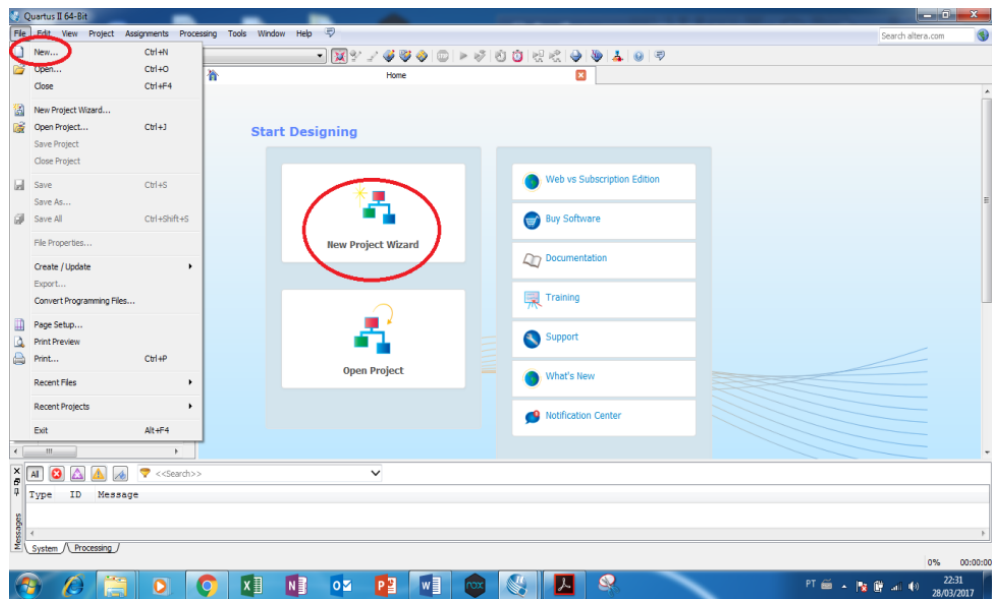 Quartus II 64-Bit
File Edit View Project Assignments Processing Tools Window Help
Search altera.com
New... Ctrl+N
Open... Ctrl+O
Close Ctrl+F4
New Project Wizard...
Open Project... Ctrl+J
Save Project
Close Project
Save Ctrl+S
Save As...
Save All Ctrl+Shift+S
File Properties...
Create / Update
Export...
Convert Programming Files...
Page Setup...
Print Preview
Print... Ctrl+P
Recent Files
Recent Projects
Exit Alt+F4
Home
Start Designing
New Project Wizard
Open Project
Web vs Subscription Edition
Buy Software
Documentation
Training
Support
What's New
Notification Center
All <<Search>>
Type ID Message
Messages
System Processing
0% 00:00:00
PT 22:31
28/03/2017